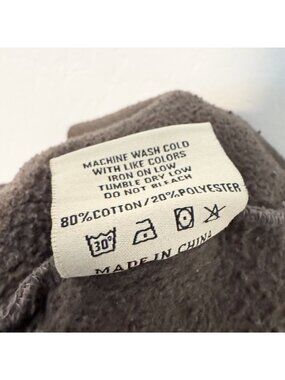 MACHINE WASH COLD
WITH LIKE COLORS
IRON ON LOW
TUMBLE DRY LOW
DO NOT BLEACH
80%COTTON/20%POLYESTER
30°
MADE IN CHINA